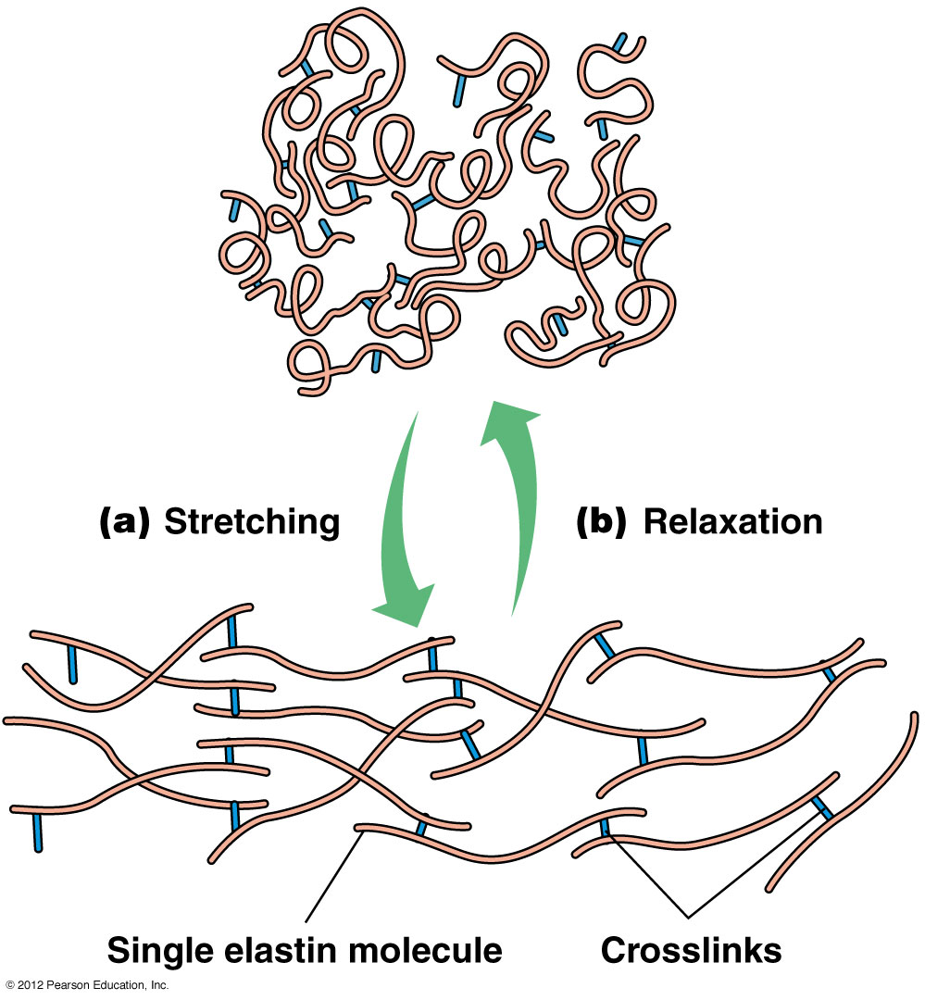 (a) Stretching
(b) Relaxation
Single elastin molecule
Crosslinks
© 2012 Pearson Education, Inc.